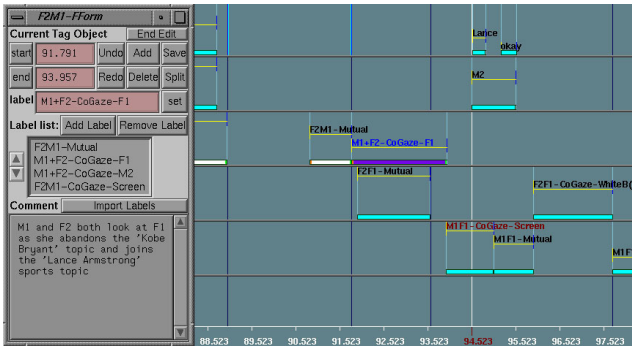 F2M1-FForm
Current Tag Object End Edit
start 91.791 Undo Add Save
end 93.957 Redo Delete Split
label M1+F2-CoGaze-F1 set
Label list: Add Label Remove Label
F2M1-Mutual
M1+F2-CoGaze-F1
M1+F2-CoGaze-M2
F2M1-CoGaze-Screen
Comment Import Labels
M1 and F2 both look at F1
as she abandons the 'Kobe
Bryant' topic and joins
the 'Lance Armstrong'
sports topic
Lance
okay
M2
F2M1-Mutual
M1+F2-CoGaze-F1
F2F1-Mutual
F2F1-CoGaze-WhiteB(
M1F1-CoGaze-Screen
M1F1-Mutual
M1F
88.523 89.523 90.523 91.523 92.523 93.523 94.523 95.523 96.523 97.523